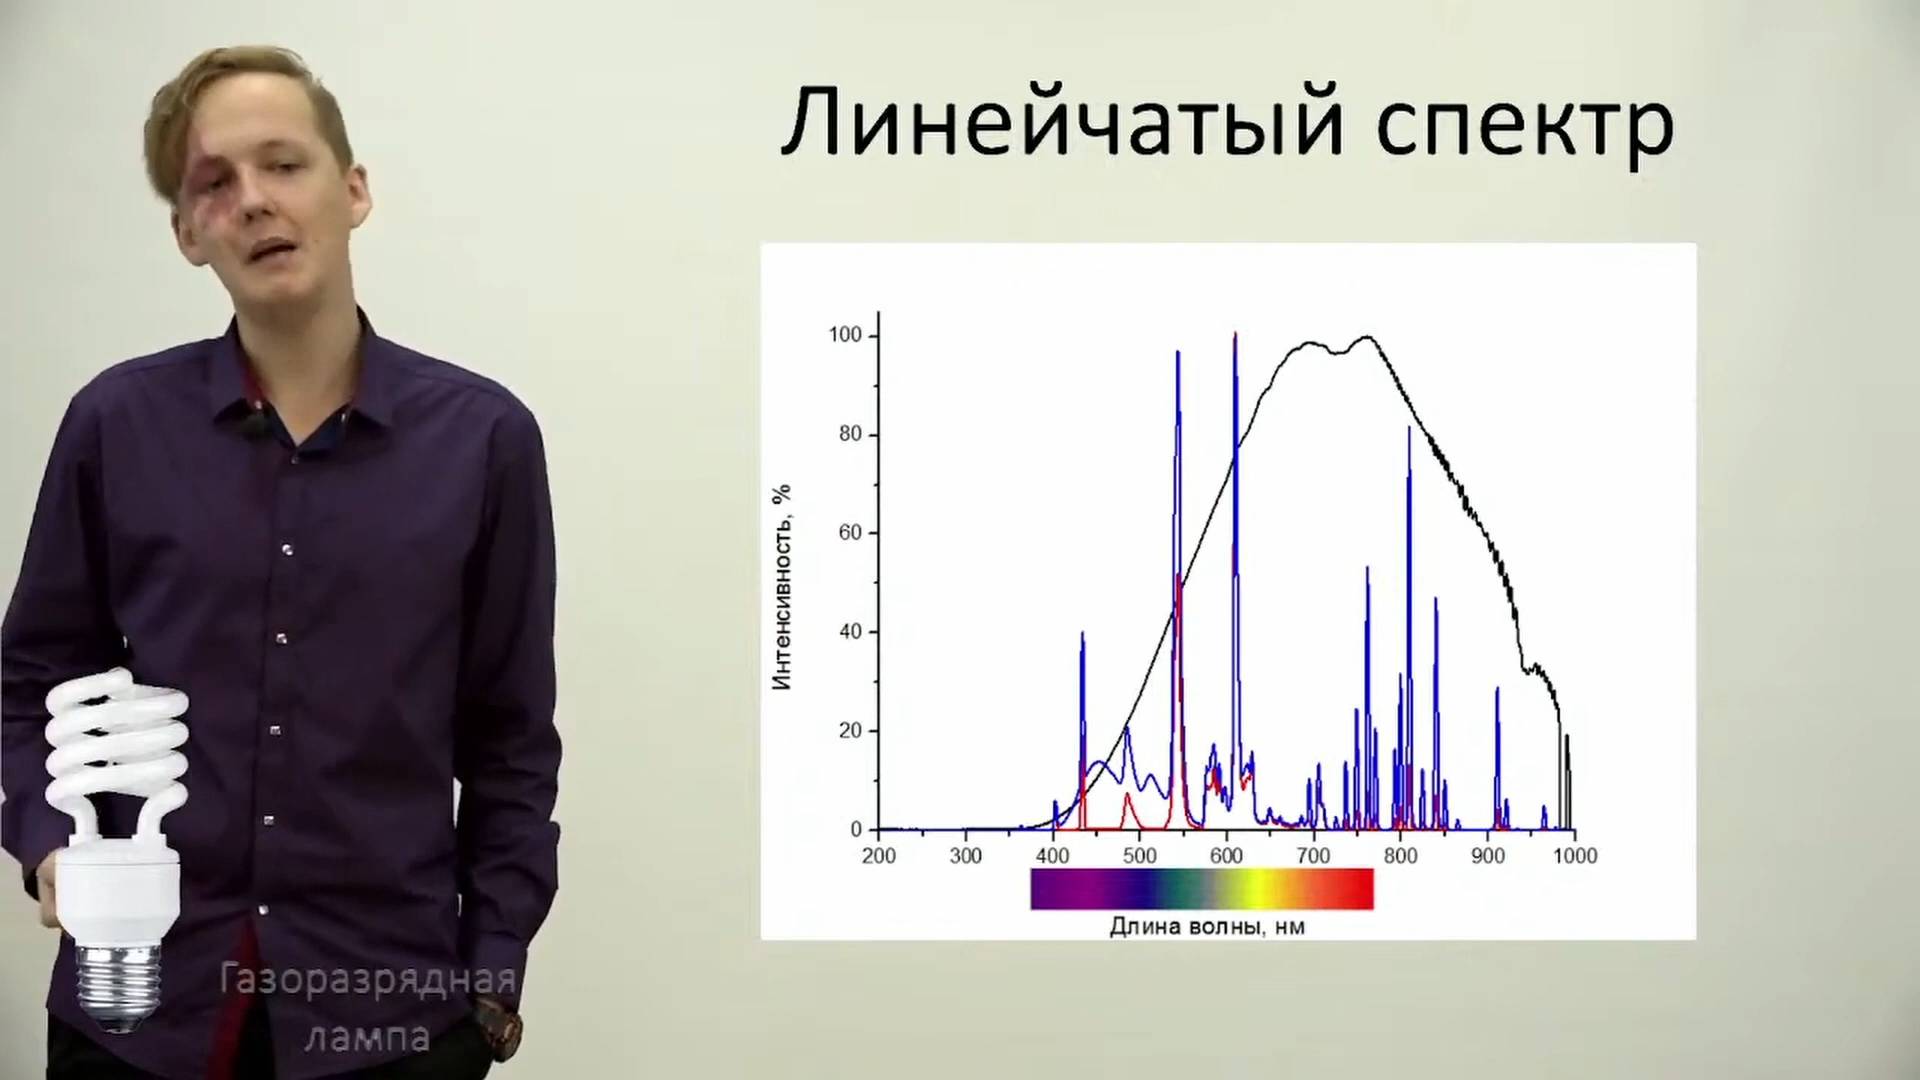 Линейчатый спектр
Интенсивность, %
100
80
60
40
20
0
200 300 400 500 600 700 800 900 1000
Длина волны, нм
Газоразрядная
лампа